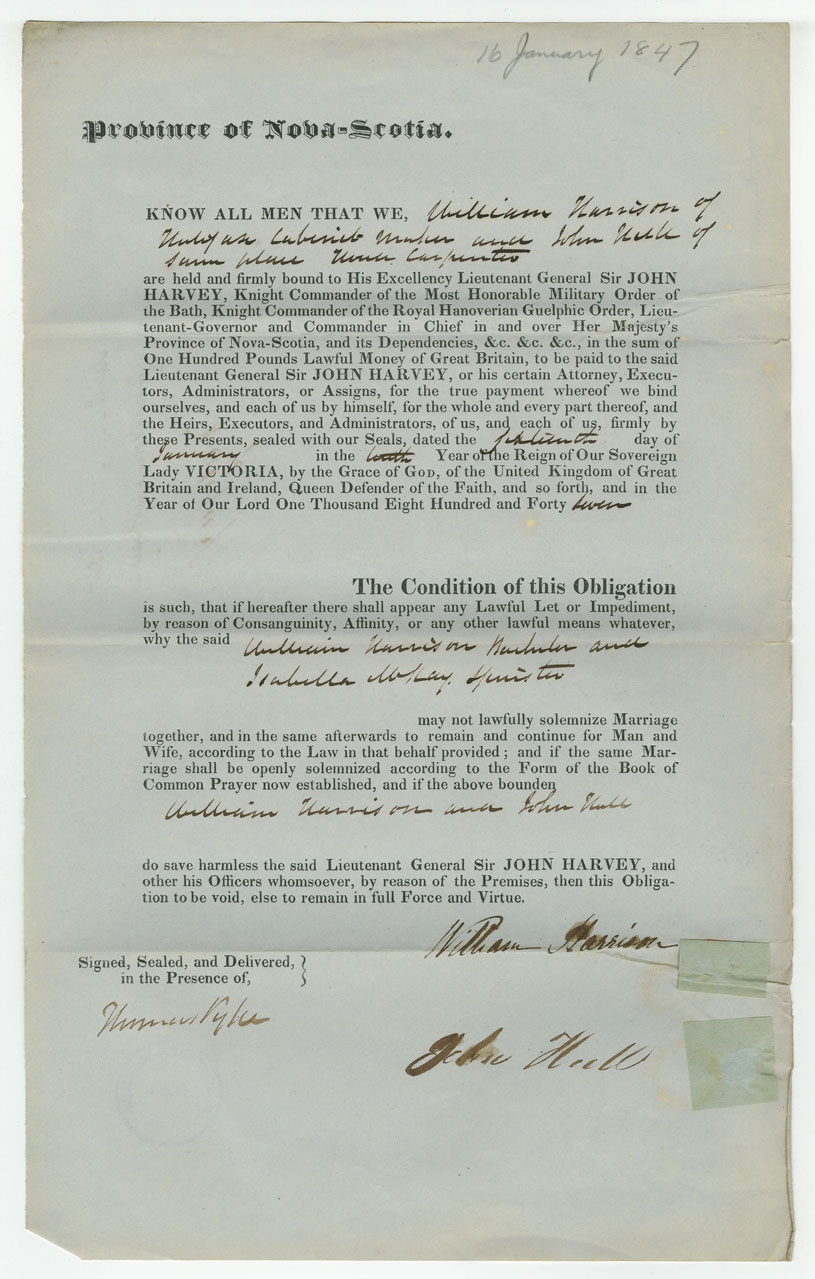 16 January 1847
Province of Nova-Scotia.
KNOW ALL MEN THAT WE, William Harrison of
Halifax Cabinet maker and John Hall of
same place House Carpenter
are held and firmly bound to His Excellency Lieutenant General Sir JOHN
HARVEY, Knight Commander of the Most Honorable Military Order of
the Bath, Knight Commander of the Royal Hanoverian Guelphic Order, Lieu-
tenant-Governor and Commander in Chief in and over Her Majesty's
Province of Nova-Scotia, and its Dependencies, &c. &c. &c., in the sum of
One Hundred Pounds Lawful Money of Great Britain, to be paid to the said
Lieutenant General Sir JOHN HARVEY, or his certain Attorney, Execu-
tors, Administrators, or Assigns, for the true payment whereof we bind
ourselves, and each of us by himself, for the whole and every part thereof, and
the Heirs, Executors, and Administrators, of us, and each of us, firmly by
these Presents, sealed with our Seals, dated the sixteenth day of
January in the tenth Year of the Reign of Our Sovereign
Lady VICTORIA, by the Grace of GOD, of the United Kingdom of Great
Britain and Ireland, Queen Defender of the Faith, and so forth, and in the
Year of Our Lord One Thousand Eight Hundred and Forty seven
The Condition of this Obligation
is such, that if hereafter there shall appear any Lawful Let or Impediment,
by reason of Consanguinity, Affinity, or any other lawful means whatever,
why the said William Harrison Bachelor and
Isabella McKay Spinster
may not lawfully solemnize Marriage
together, and in the same afterwards to remain and continue for Man and
Wife, according to the Law in that behalf provided; and if the same Mar-
riage shall be openly solemnized according to the Form of the Book of
Common Prayer now established, and if the above bounden
William Harrison and John Hall
do save harmless the said Lieutenant General Sir JOHN HARVEY, and
other his Officers whomsoever, by reason of the Premises, then this Obliga-
tion to be void, else to remain in full Force and Virtue.
William Harrison
Signed, Sealed, and Delivered, }
in the Presence of,
Thomas Pyke
John Hall